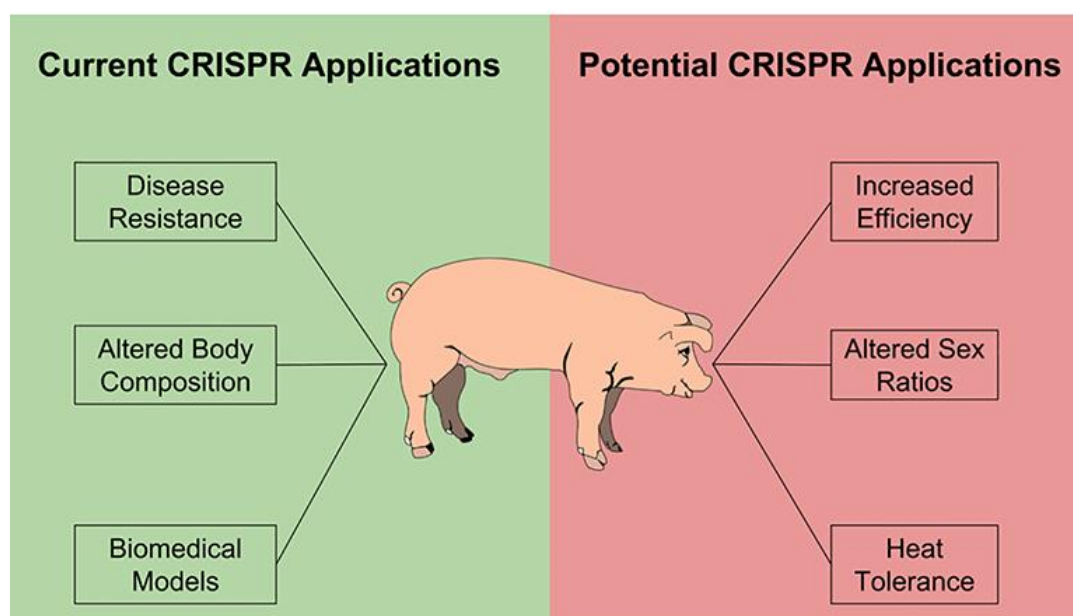 Current CRISPR Applications
Potential CRISPR Applications
Disease
Resistance
Altered Body
Composition
Biomedical
Models
Increased
Efficiency
Altered Sex
Ratios
Heat
Tolerance